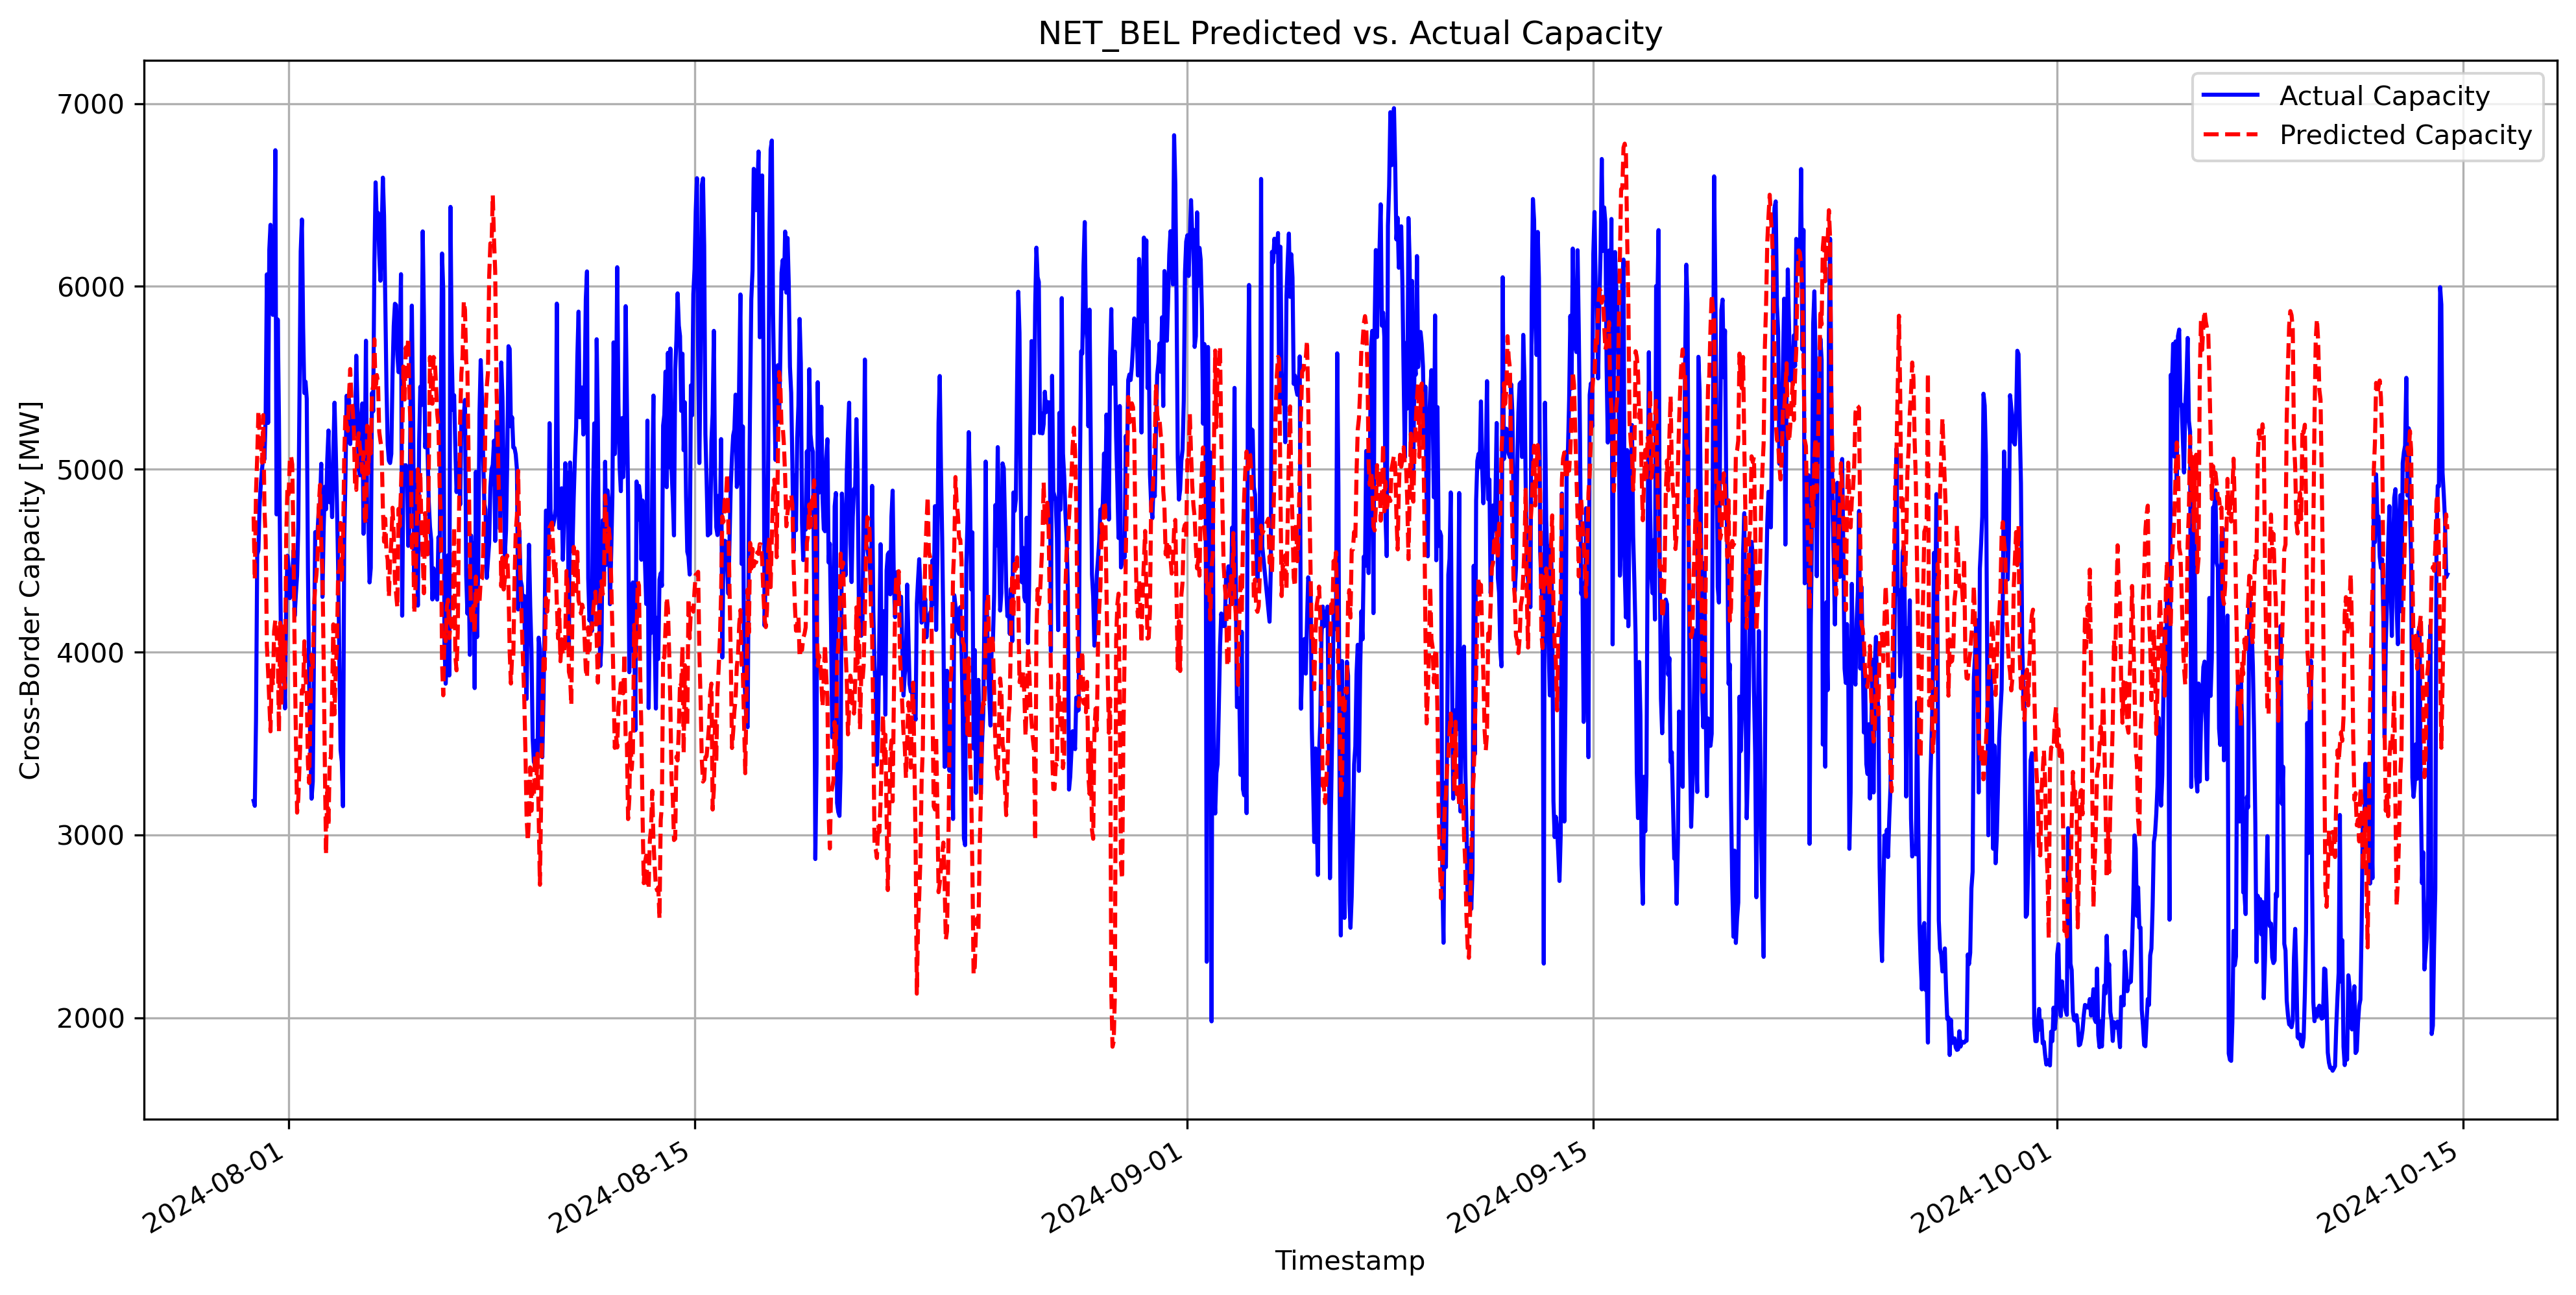 NET_BEL Predicted vs. Actual Capacity
Actual Capacity
Predicted Capacity
Cross-Border Capacity [MW]
7000
6000
5000
4000
3000
2000
2024-08-01
2024-08-15
2024-09-01
2024-09-15
2024-10-01
2024-10-15
Timestamp